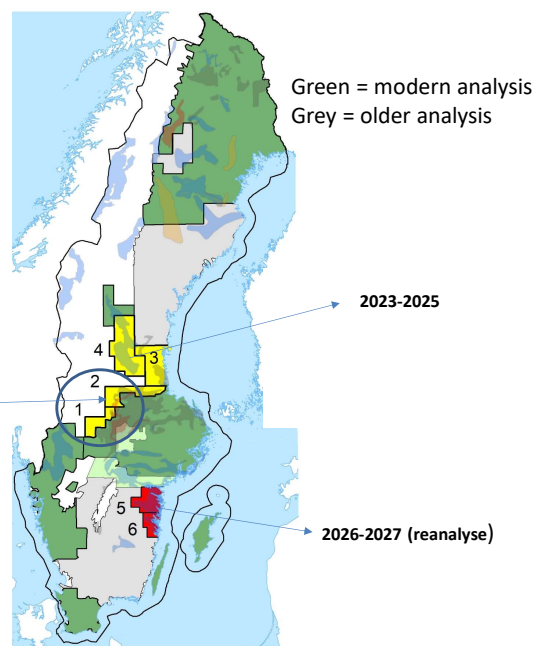 Green = modern analysis
Grey = older analysis
2023-2025
4
3
2
1
5
6
2026-2027 (reanalyse)